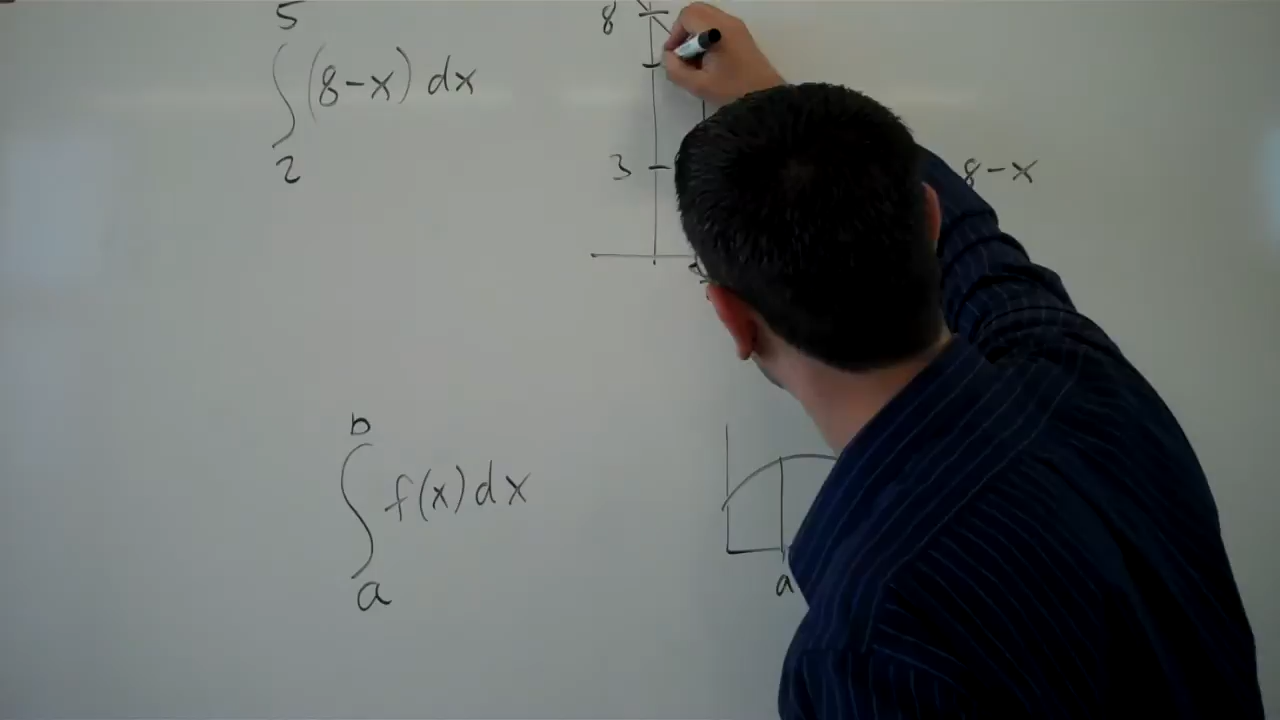 5
∫ (8-x) dx
2
8
3
8-x
b
∫ f(x) dx
a
a